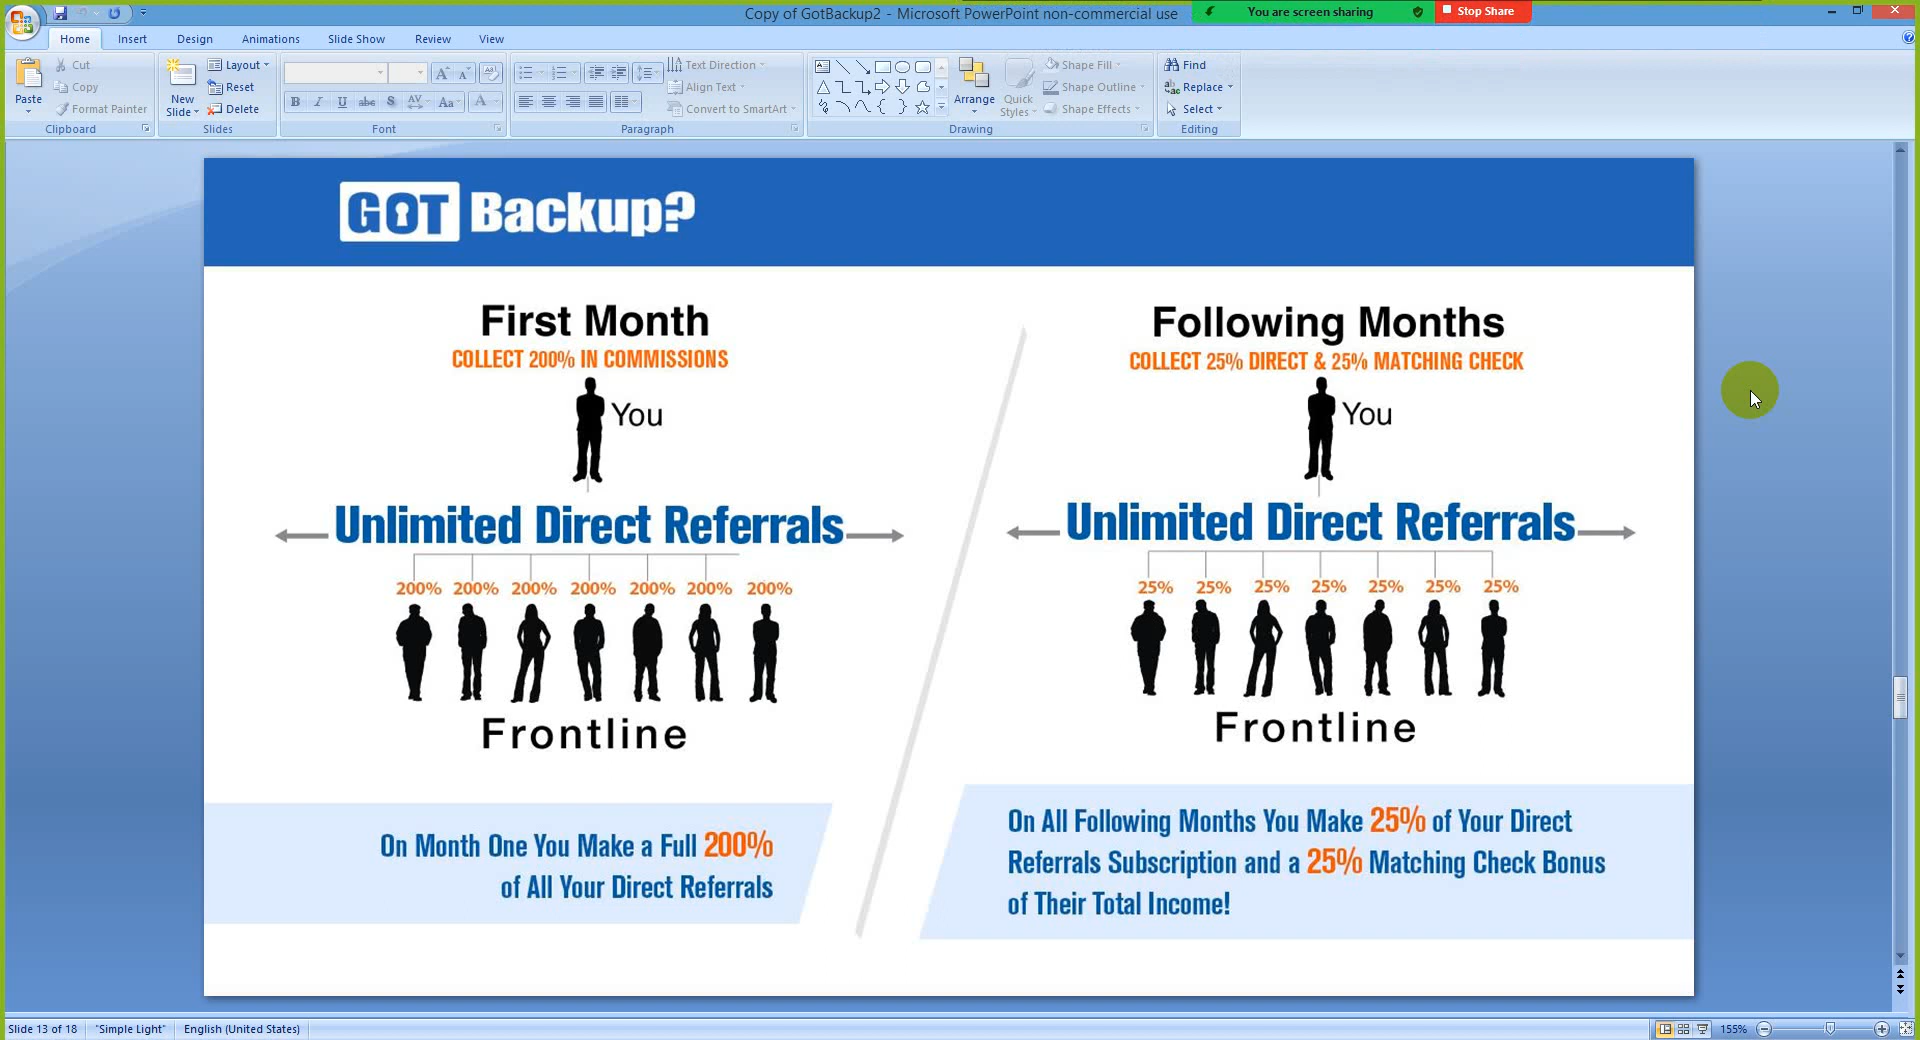 Copy of GotBackup2 - Microsoft PowerPoint non-commercial use
You are screen sharing
Stop Share
Home Insert Design Animations Slide Show Review View
Paste
Cut
Copy
Format Painter
Clipboard
New
Slide
Layout
Reset
Delete
Slides
Font
Text Direction
Align Text
Convert to SmartArt
Paragraph
Arrange
Quick
Styles
Shape Fill
Shape Outline
Shape Effects
Drawing
Find
Replace
Select
Editing
GOT Backup?
First Month
COLLECT 200% IN COMMISSIONS
You
Unlimited Direct Referrals
200% 200% 200% 200% 200% 200% 200%
Frontline
On Month One You Make a Full 200%
of All Your Direct Referrals
Following Months
COLLECT 25% DIRECT & 25% MATCHING CHECK
You
Unlimited Direct Referrals
25% 25% 25% 25% 25% 25% 25%
Frontline
On All Following Months You Make 25% of Your Direct
Referrals Subscription and a 25% Matching Check Bonus
of Their Total Income!
Slide 13 of 18 "Simple Light" English (United States) 155%